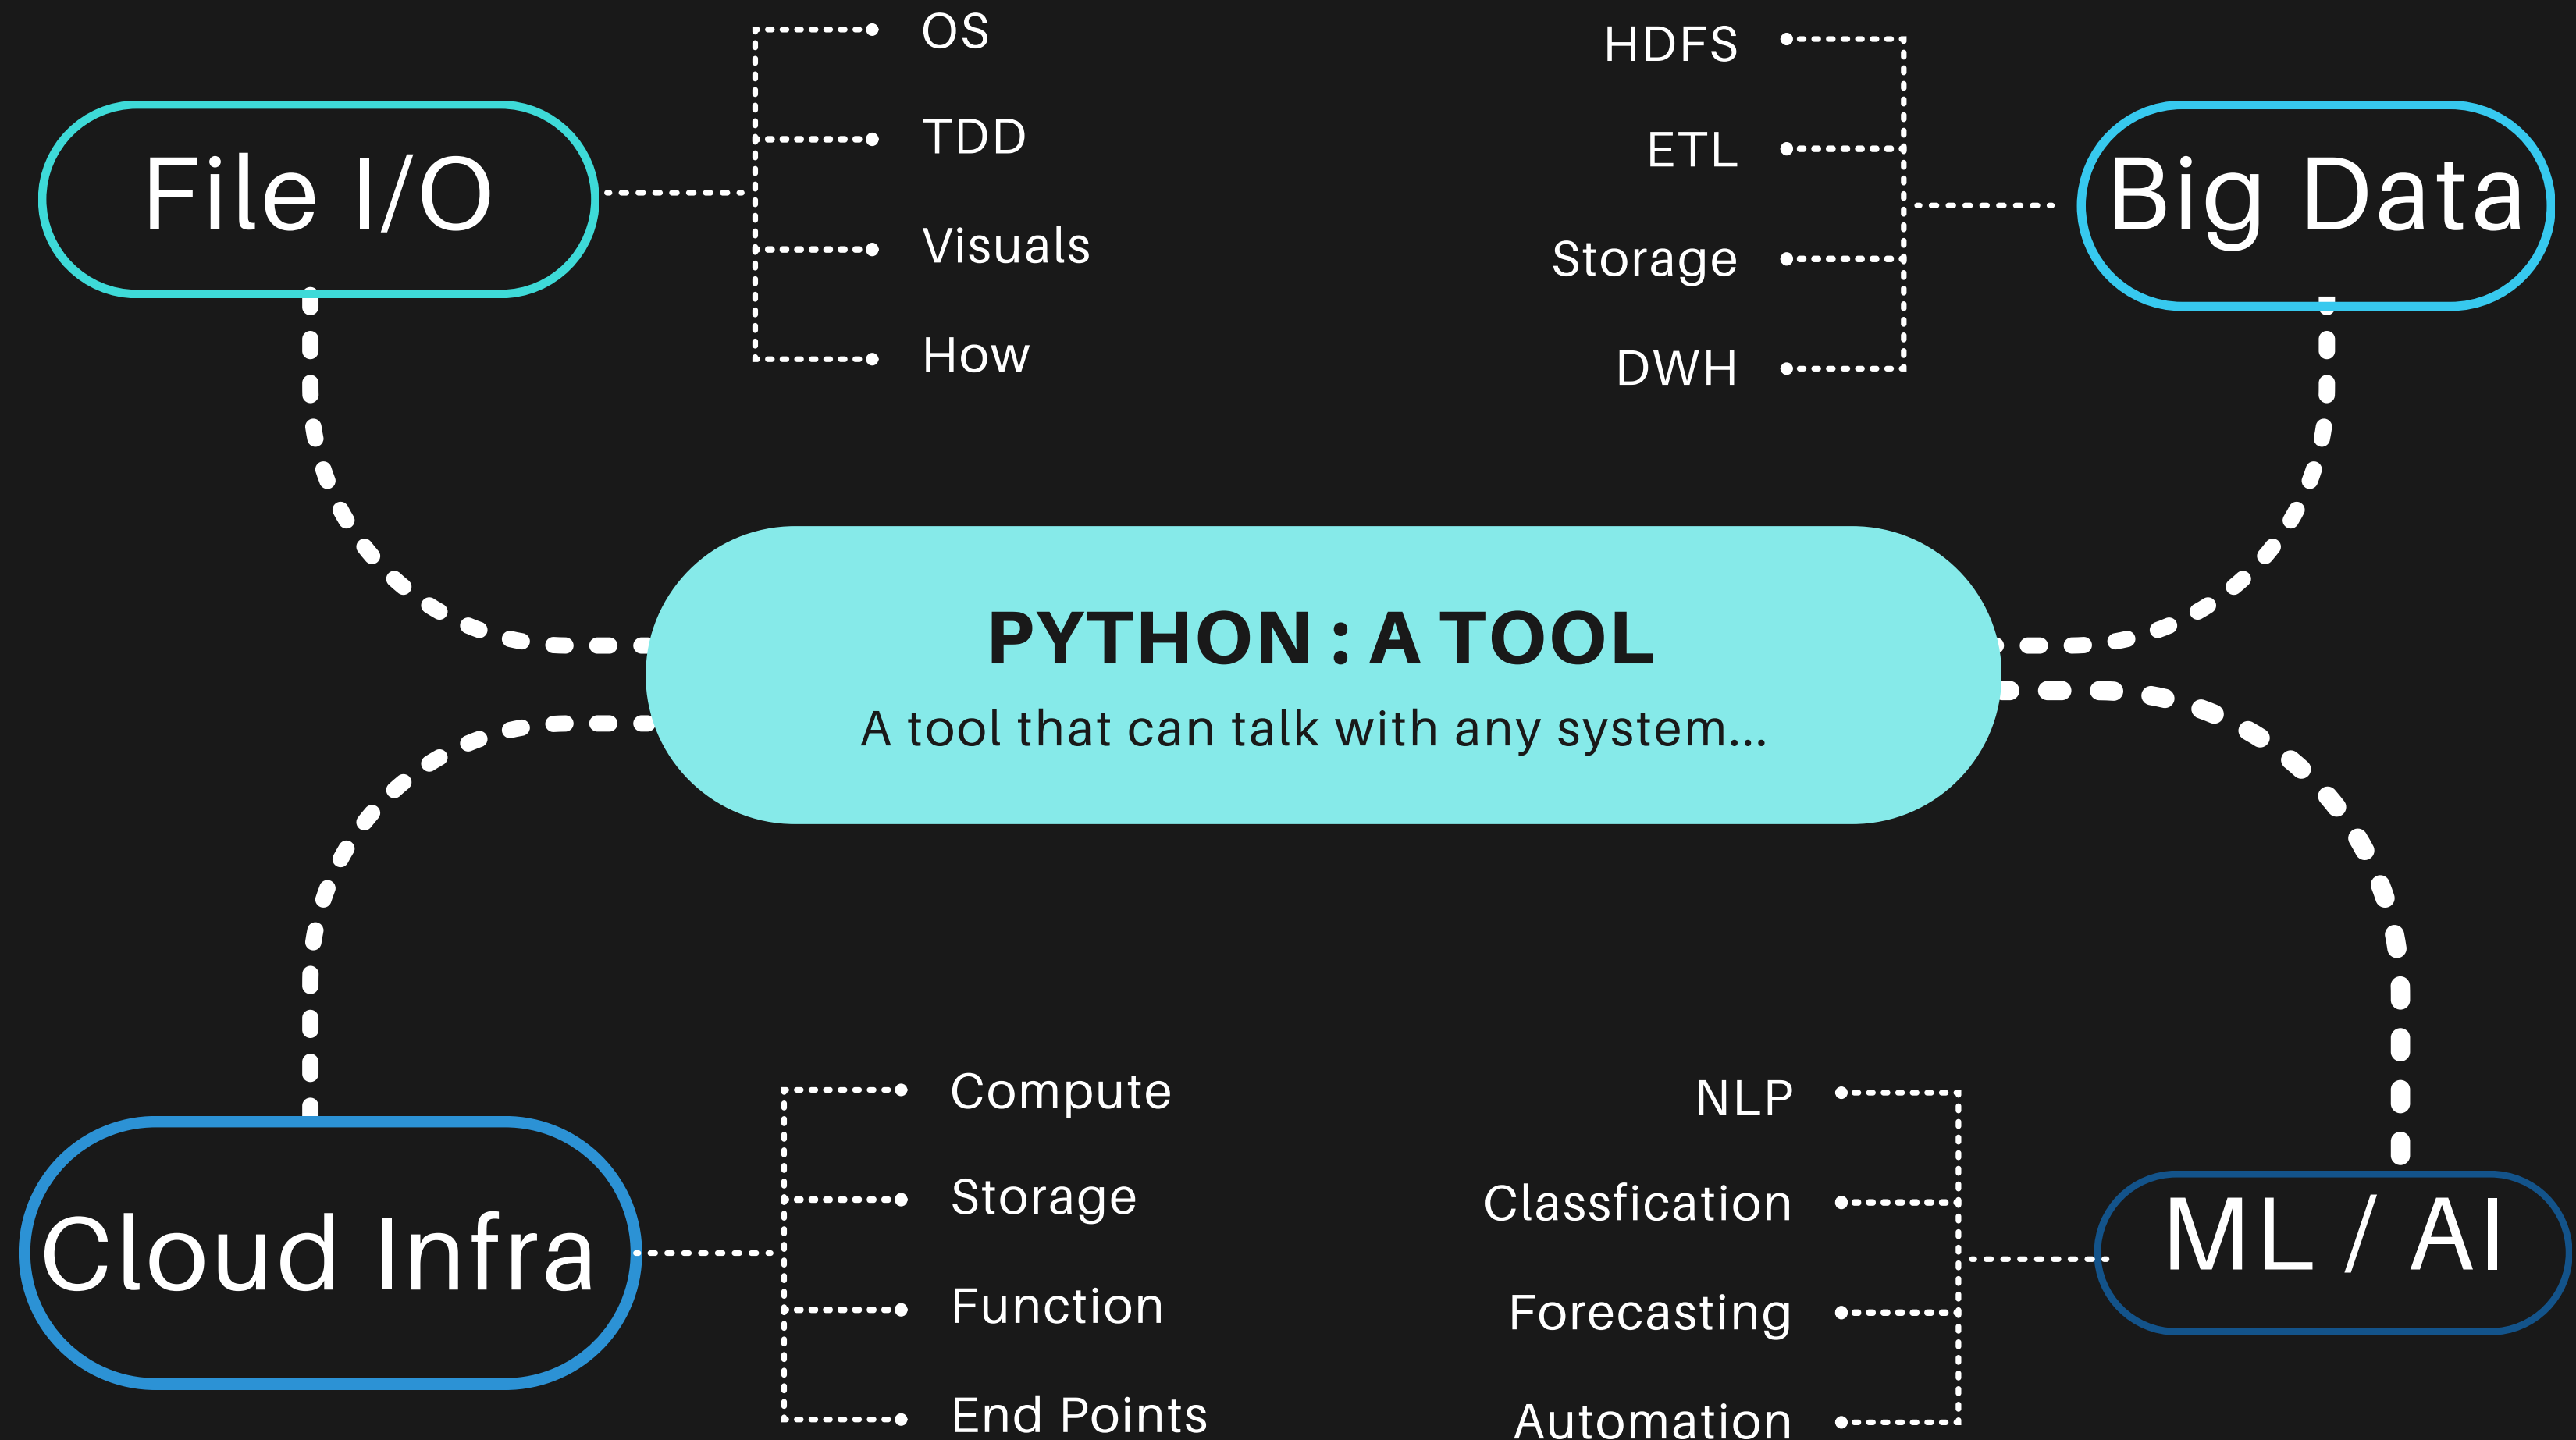 File I/O
OS
TDD
Visuals
How
HDFS
ETL
Storage
DWH
Big Data
PYTHON : A TOOL
A tool that can talk with any system...
Cloud Infra
Compute
Storage
Function
End Points
NLP
Classfication
Forecasting
Automation
ML / AI